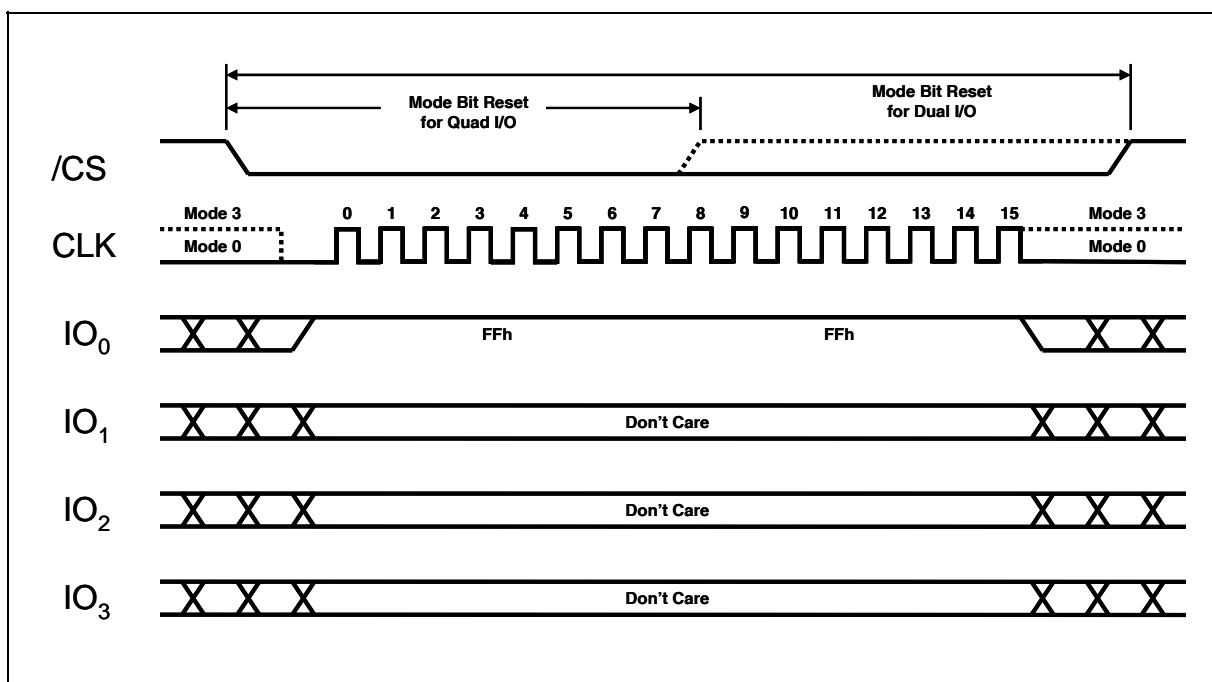 Mode Bit Reset
for Quad I/O
Mode Bit Reset
for Dual I/O
/CS
Mode 3
0 1 2 3 4 5 6 7 8 9 10 11 12 13 14 15
Mode 3
CLK
Mode 0
Mode 0
IO0
FFh
FFh
IO1
Don't Care
IO2
Don't Care
IO3
Don't Care